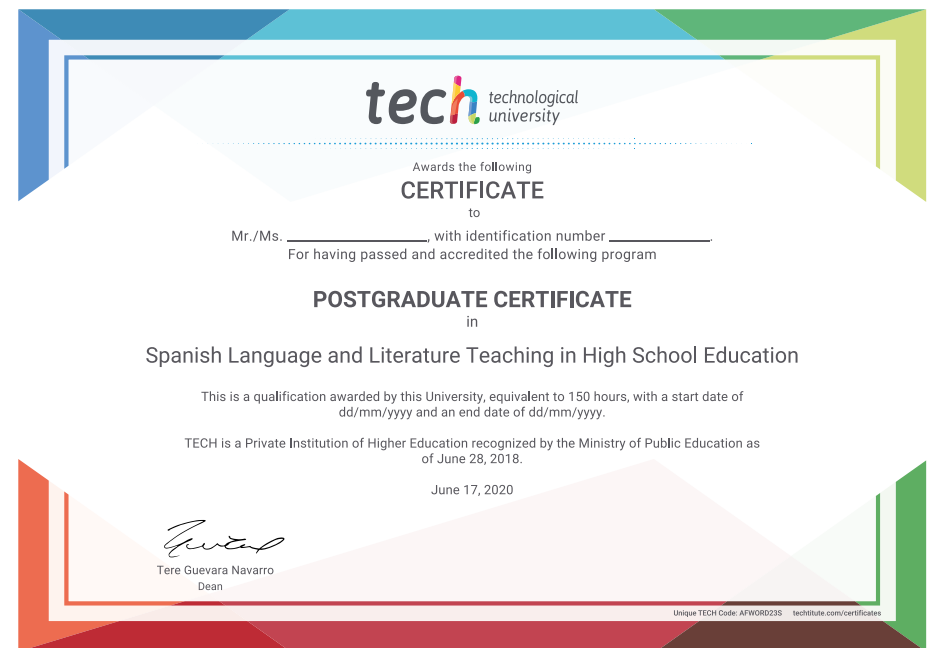 tech technological
university
Awards the following
CERTIFICATE
to
Mr./Ms. ____________, with identification number ____________.
For having passed and accredited the following program
POSTGRADUATE CERTIFICATE
in
Spanish Language and Literature Teaching in High School Education
This is a qualification awarded by this University, equivalent to 150 hours, with a start date of
dd/mm/yyyy and an end date of dd/mm/yyyy.
TECH is a Private Institution of Higher Education recognized by the Ministry of Public Education as
of June 28, 2018.
June 17, 2020
Tere Guevara Navarro
Dean
Unique TECH Code: AFWORD23S techtitute.com/certificates